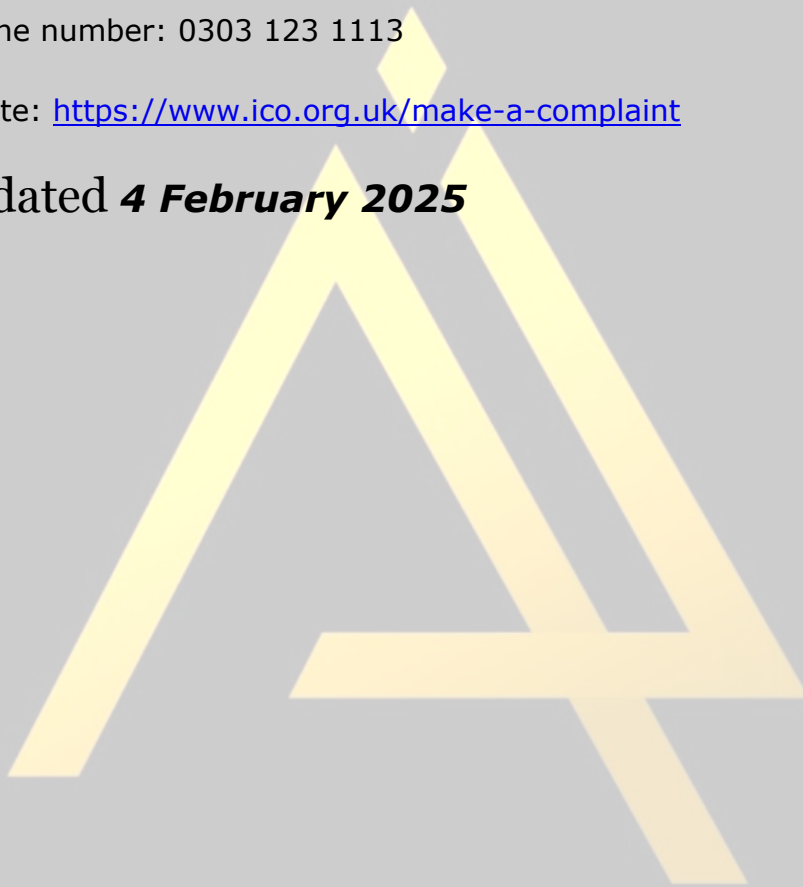 ne number: 0303 123 1113
te: https://www.ico.org.uk/make-a-complaint
dated 4 February 2025